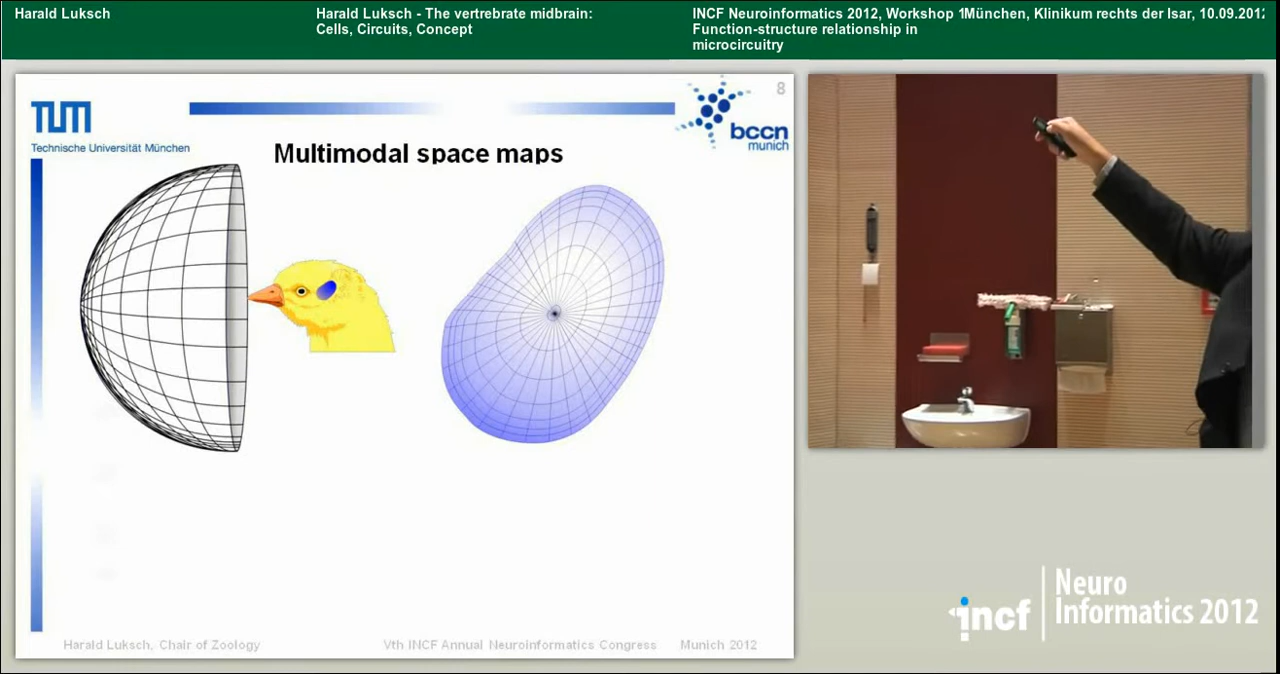 Harald Luksch
Harald Luksch - The vertrebrate midbrain:
Cells, Circuits, Concept
INCF Neuroinformatics 2012, Workshop 1München, Klinikum rechts der Isar, 10.09.2012
Function-structure relationship in
microcircuitry
8
TUM
Technische Universität München
bccn
munich
Multimodal space maps
Harald Luksch, Chair of Zoology
Vth INCF Annual Neuroinformatics Congress
Munich 2012
incf
Neuro
Informatics 2012